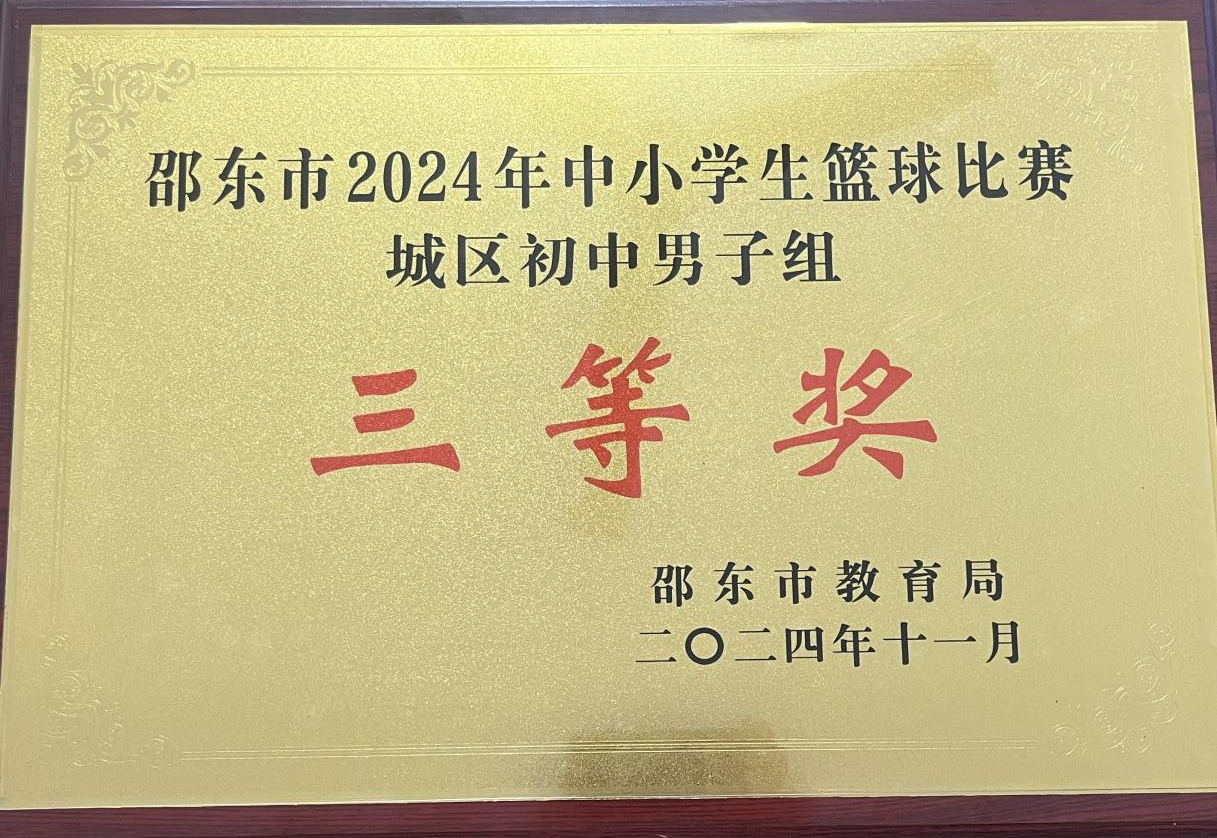 邵东市2024年中小学生篮球比赛
城区初中男子组
三等奖
邵东市教育局
二〇二四年十一月